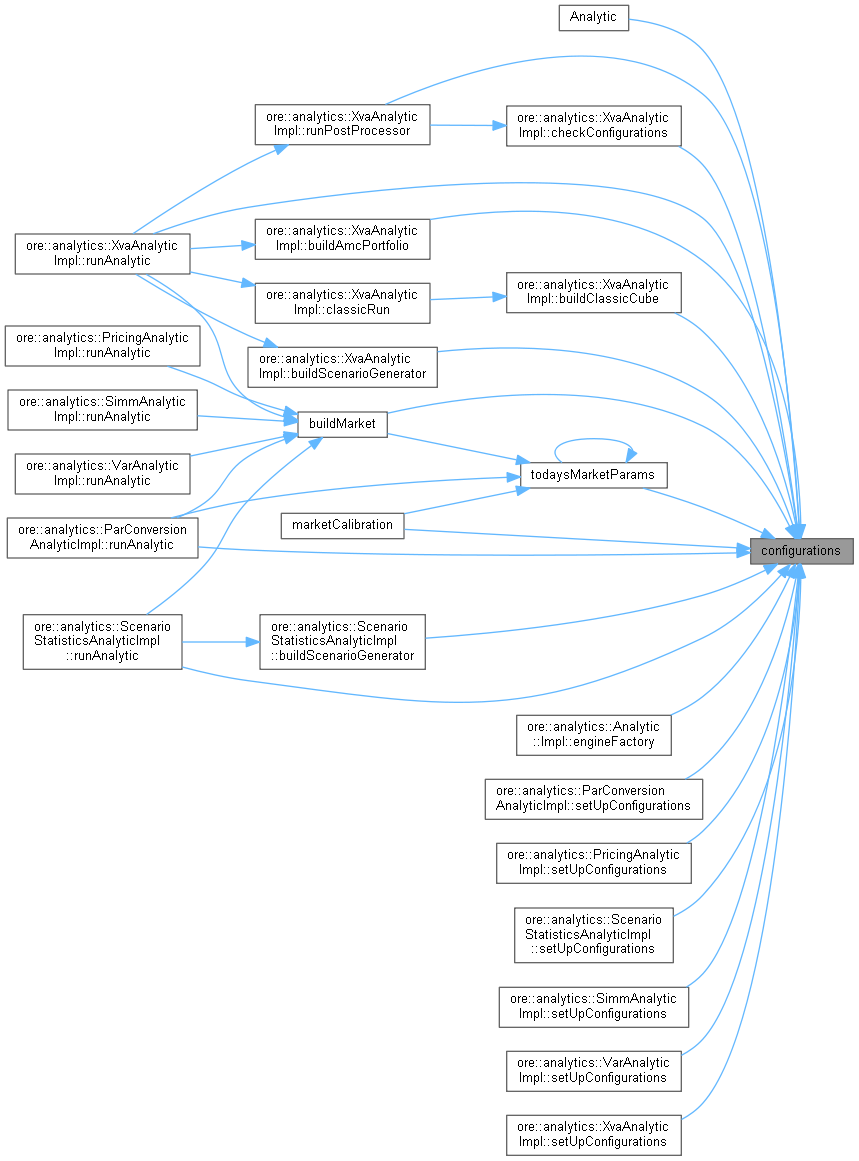 Analytic
ore::analytics::XvaAnalytic
Impl::runPostProcessor
ore::analytics::XvaAnalytic
Impl::checkConfigurations
ore::analytics::XvaAnalytic
Impl::runAnalytic
ore::analytics::XvaAnalytic
Impl::buildAmcPortfolio
ore::analytics::XvaAnalytic
Impl::classicRun
ore::analytics::XvaAnalytic
Impl::buildClassicCube
ore::analytics::PricingAnalytic
Impl::runAnalytic
ore::analytics::XvaAnalytic
Impl::buildScenarioGenerator
ore::analytics::SimmAnalytic
Impl::runAnalytic
buildMarket
ore::analytics::VarAnalytic
Impl::runAnalytic
todaysMarketParams
ore::analytics::ParConversion
AnalyticImpl::runAnalytic
marketCalibration
configurations
ore::analytics::Scenario
StatisticsAnalyticImpl
::runAnalytic
ore::analytics::Scenario
StatisticsAnalyticImpl
::buildScenarioGenerator
ore::analytics::Analytic
::Impl::engineFactory
ore::analytics::ParConversion
AnalyticImpl::setUpConfigurations
ore::analytics::PricingAnalytic
Impl::setUpConfigurations
ore::analytics::Scenario
StatisticsAnalyticImpl
::setUpConfigurations
ore::analytics::SimmAnalytic
Impl::setUpConfigurations
ore::analytics::VarAnalytic
Impl::setUpConfigurations
ore::analytics::XvaAnalytic
Impl::setUpConfigurations